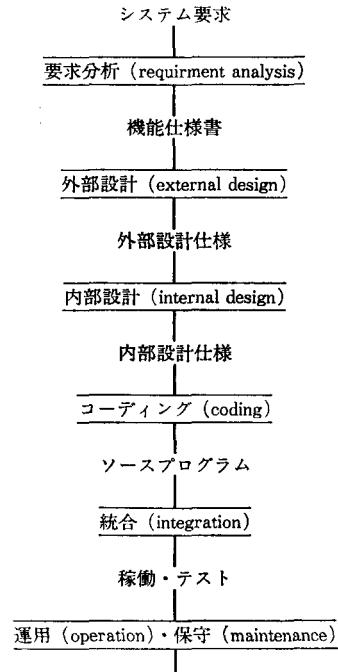 システム要求
要求分析 (requirment analysis)
機能仕様書
外部設計 (external design)
外部設計仕様
内部設計 (internal design)
内部設計仕様
コーディング (coding)
ソースプログラム
統合 (integration)
稼働・テスト
運用 (operation)・保守 (maintenance)